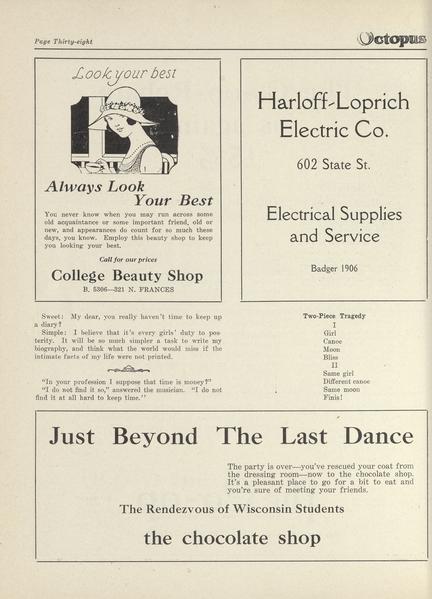 Page Thirty-eight
Octopus
Look your best
Always Look
Your Best
You never know when you may run across some
old acquaintance or some important friend, old or
new, and appearances do count for so much these
days, you know. Employ this beauty shop to keep
you looking your best.
Call for our prices
College Beauty Shop
B. 5306—321 N. FRANCES
Harloff-Loprich
Electric Co.
602 State St.
Electrical Supplies
and Service
Badger 1906
Sweet: My dear, you really haven't time to keep up
a diary?
Simple: I believe that it's every girls' duty to pos-
terity. It will be so much simpler a task to write my
biography, and think what the world would miss if the
intimate facts of my life were not printed.
"In your profession I suppose that time is money?"
"I do not find it so," answered the musician. "I do not
find it at all hard to keep time."
Two-Piece Tragedy
I
Girl
Canoe
Moon
Bliss
II
Same girl
Different canoe
Same moon
Finis!
Just Beyond The Last Dance
The party is over—you've rescued your coat from
the dressing room—now to the chocolate shop.
It's a pleasant place to go for a bit to eat and
you're sure of meeting your friends.
The Rendezvous of Wisconsin Students
the chocolate shop